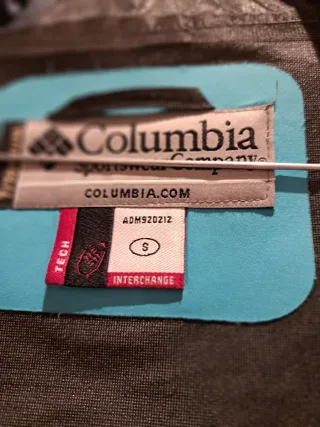 Columbia
Sportswear Company®
COLUMBIA.COM
ADM920212
TECH
S
INTERCHANGE